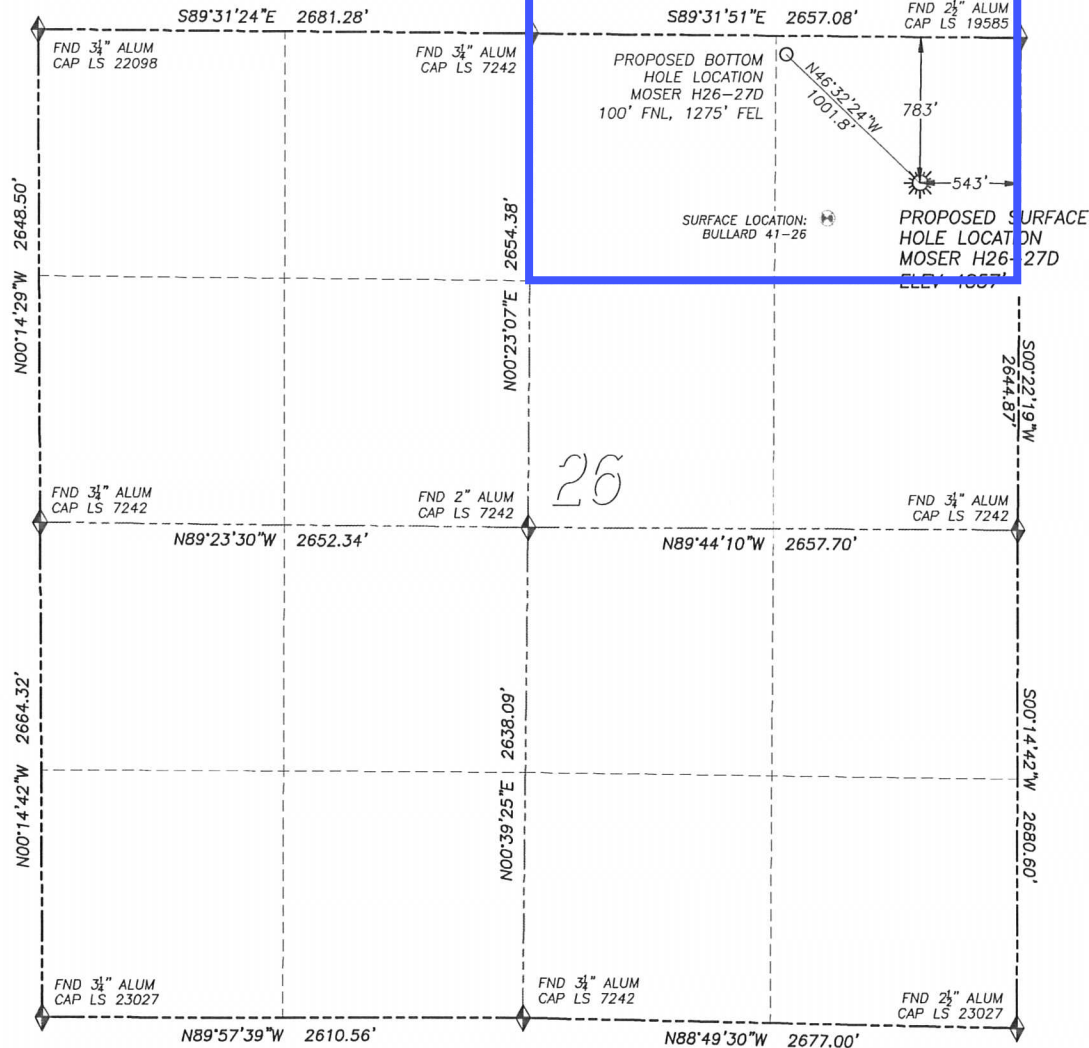 S89°31'24"E 2681.28'
S89°31'51"E 2657.08'
FND 2½" ALUM
CAP LS 19585
FND 3¼" ALUM
CAP LS 22098
FND 3¼" ALUM
CAP LS 7242
PROPOSED BOTTOM
HOLE LOCATION
MOSER H26-27D
100' FNL, 1275' FEL
N46°32'24"W
1001.8'
783'
543'
SURFACE LOCATION:
BULLARD 41-26
PROPOSED SURFACE
HOLE LOCATION
MOSER H26-27D
ELEV
N00°14'29"W 2648.50'
N00°23'07"E 2654.38'
S00°22'19"W
2644.87'
26
FND 3¼" ALUM
CAP LS 7242
FND 2" ALUM
CAP LS 7242
FND 3¼" ALUM
CAP LS 7242
N89°23'30"W 2652.34'
N89°44'10"W 2657.70'
N00°14'42"W 2664.32'
N00°39'25"E 2638.09'
S00°14'42"W 2680.60'
FND 3¼" ALUM
CAP LS 23027
FND 3¼" ALUM
CAP LS 7242
FND 2½" ALUM
CAP LS 23027
N89°57'39"W 2610.56'
N88°49'30"W 2677.00'